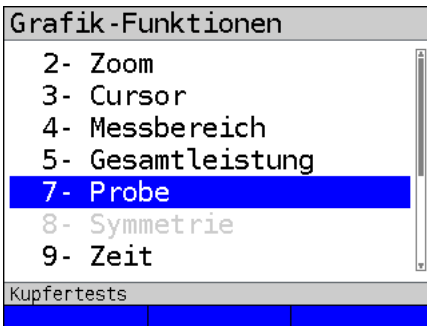 Grafik-Funktionen
2- Zoom
3- Cursor
4- Messbereich
5- Gesamtleistung
7- Probe
8- Symmetrie
9- Zeit
Kupfertests